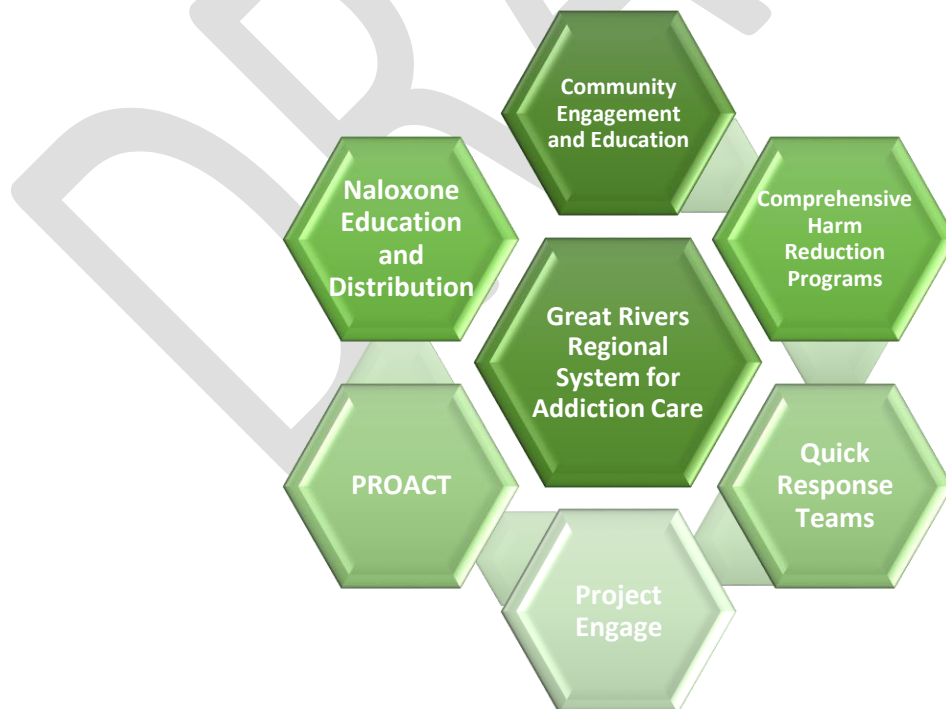 Community
Engagement
and Education
Naloxone
Education
and
Distribution
Comprehensive
Harm
Reduction
Programs
Great Rivers
Regional
System for
Addiction Care
PROACT
Quick
Response
Teams
Project
Engage